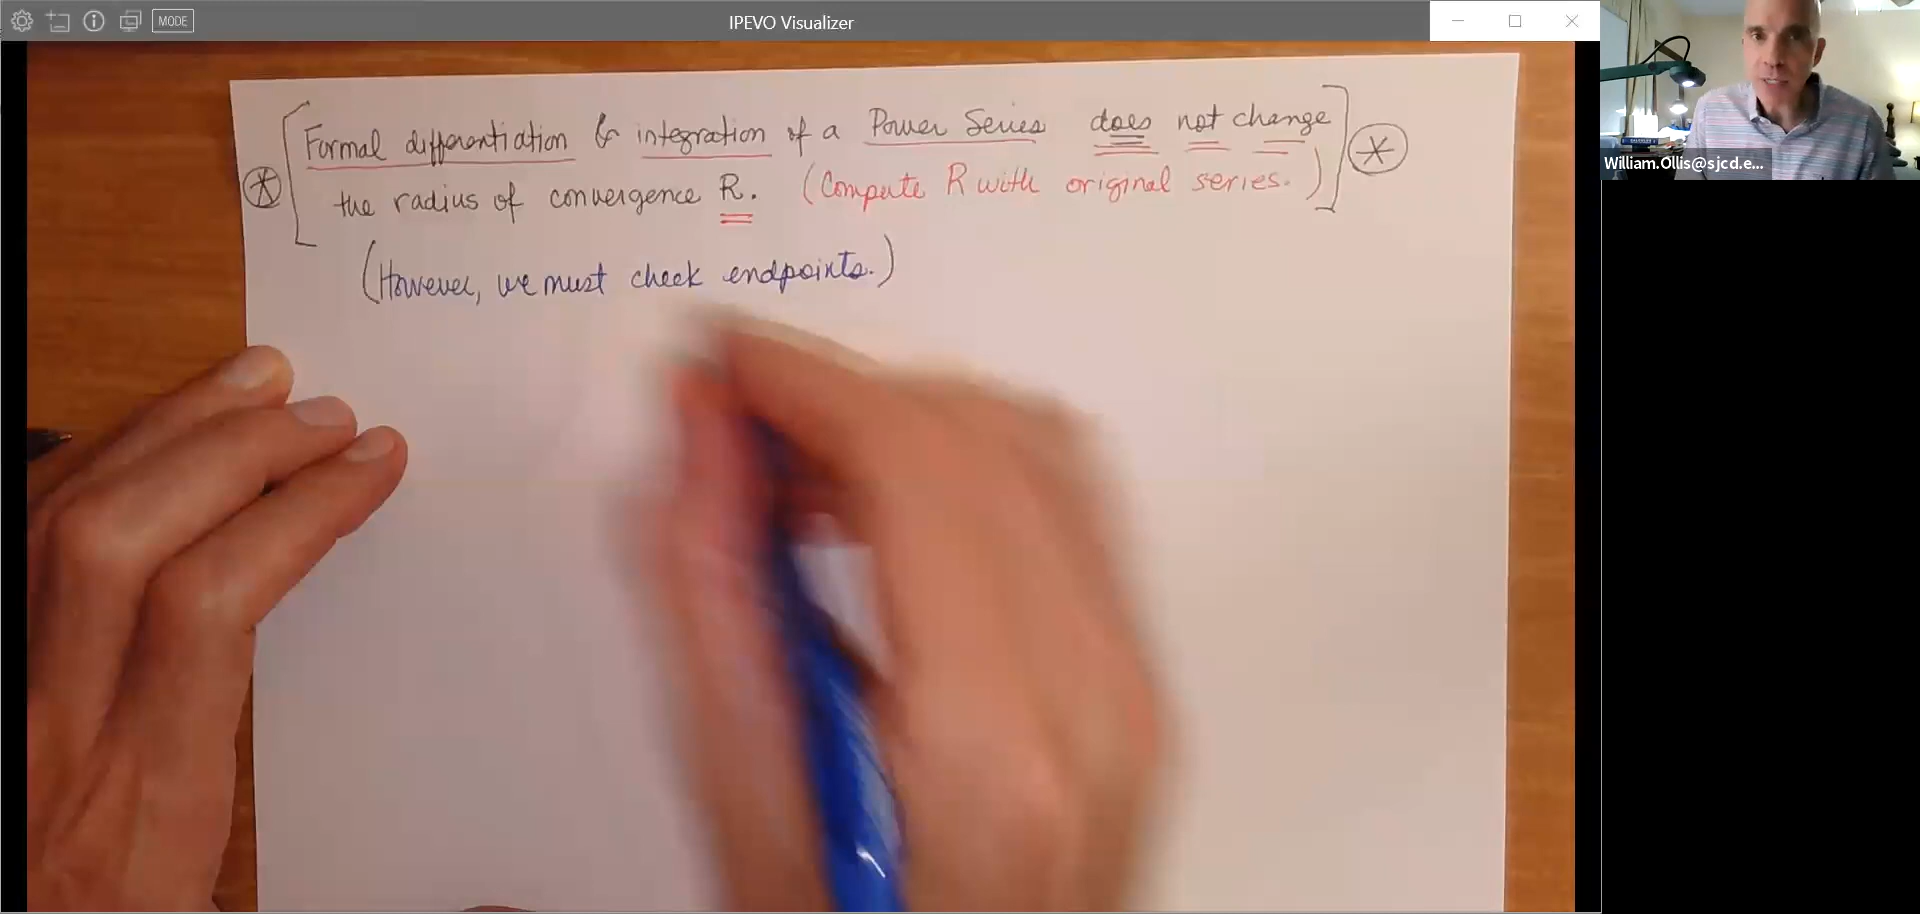 MODE
IPEVO Visualizer
Formal differentiation & integration of a Power Series does not change
the radius of convergence R. (Compute R with original series.)
(However, we must check endpoints.)
William.Ollis@sjcd.e...